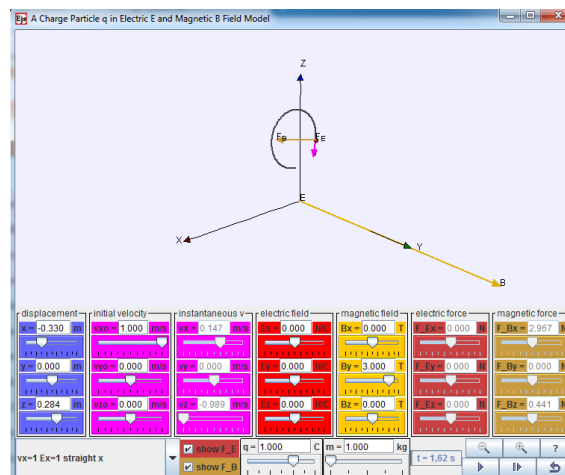 Ejs A Charge Particle q in Electric E and Magnetic B Field Model
Z
FB FE
E
X
Y
B
displacement initial velocity instantaneous v electric field magnetic field electric force magnetic force
x = -0.330 m vxo = 1.000 m/s vx = 0.147 m/s Ex = 0.000 N/C Bx = 0.000 T F_Ex = 0.000 N F_Bx = 2.967 N
y = 0.000 m vyo = 0.000 m/s vy = 0.000 m/s Ey = 0.000 N/C By = 3.000 T F_Ey = 0.000 N F_By = 0.000 N
z = 0.284 m vzo = 0.000 m/s vz = -0.989 m/s Ez = 0.000 N/C Bz = 0.000 T F_Ez = 0.000 N F_Bz = 0.441 N
vx=1 Ex=1 straight x
show F_E
show F_B
q = 1.000 C m = 1.000 kg
t = 1,62 s
?